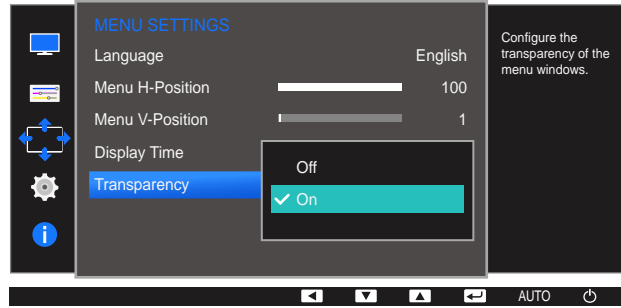 MENU SETTINGS
Language English
Menu H-Position 100
Menu V-Position 1
Display Time
Transparency
Off
On
Configure the
transparency of the
menu windows.
i
AUTO